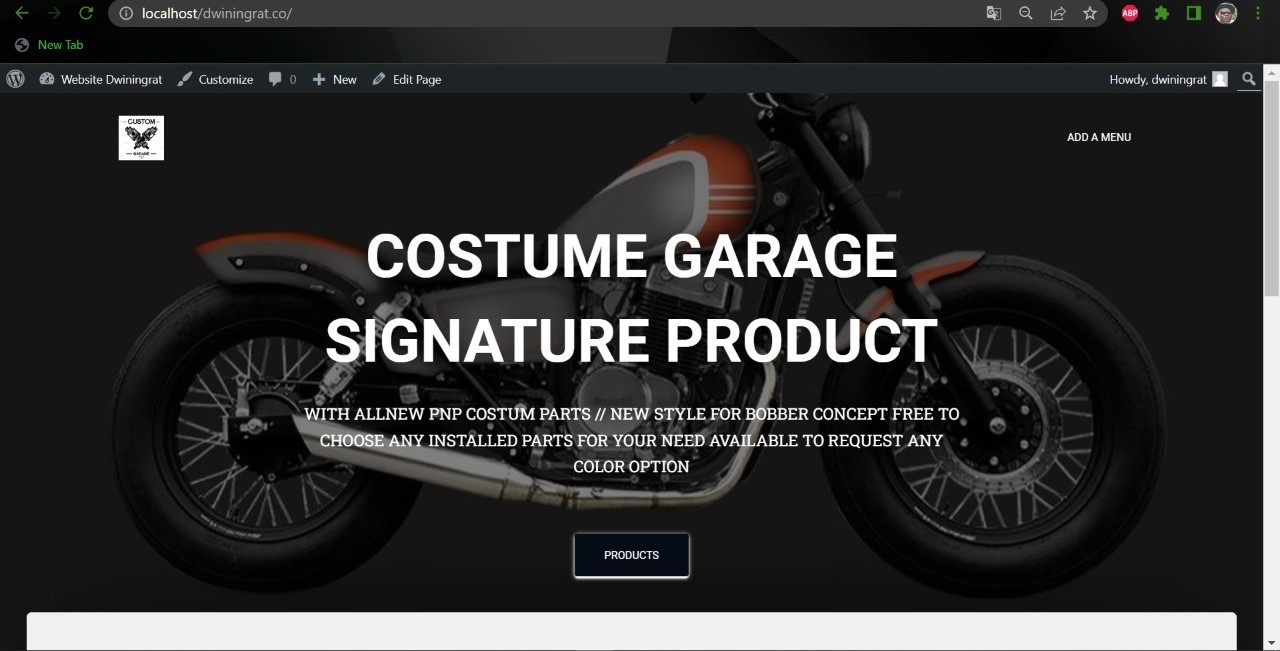 localhost/dwiningrat.co/
ABP
New Tab
Website Dwiningrat Customize 0 New Edit Page Howdy, dwiningrat
CUSTOM
GARAGE
ADD A MENU
COSTUME GARAGE
SIGNATURE PRODUCT
WITH ALLNEW PNP COSTUM PARTS // NEW STYLE FOR BOBBER CONCEPT FREE TO
CHOOSE ANY INSTALLED PARTS FOR YOUR NEED AVAILABLE TO REQUEST ANY
COLOR OPTION
PRODUCTS